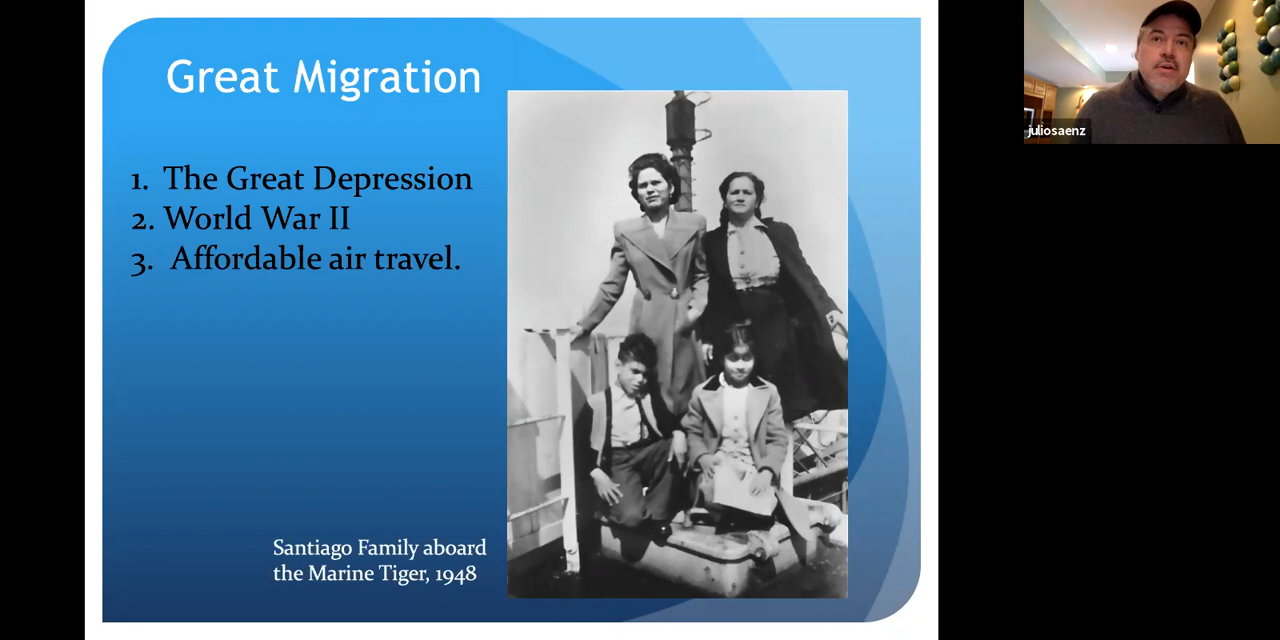 Great Migration
1. The Great Depression
2. World War II
3. Affordable air travel.
Santiago Family aboard
the Marine Tiger, 1948
juliosaenz